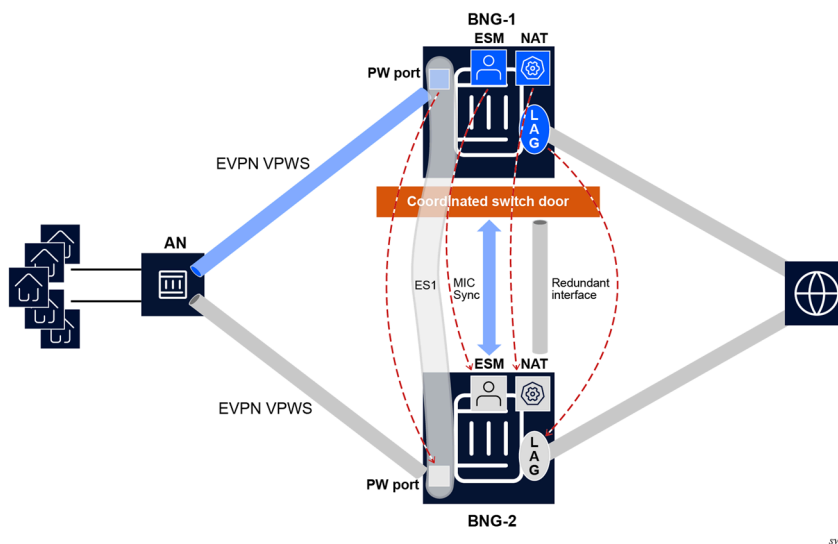 BNG-1
ESM
NAT
PW port
L
A
G
EVPN VPWS
Coordinated switch door
AN
ES1
MIC
Sync
Redundant
interface
ESM
NAT
EVPN VPWS
L
A
G
PW port
BNG-2